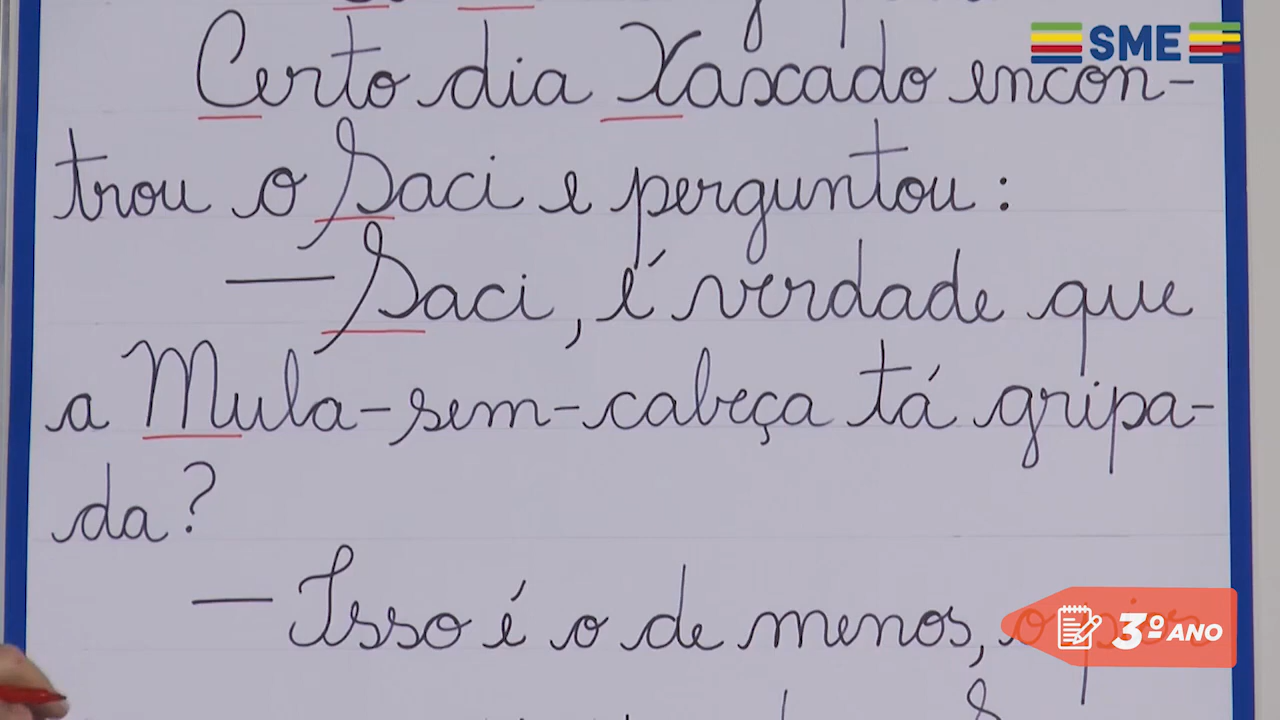 SME
Certo dia Xaxado encon-
trou o Saci e perguntou:
— Saci, é verdade que
a Mula-sem-cabeça tá gripa-
da?
— Isso é o de menos, o pior
3º ANO